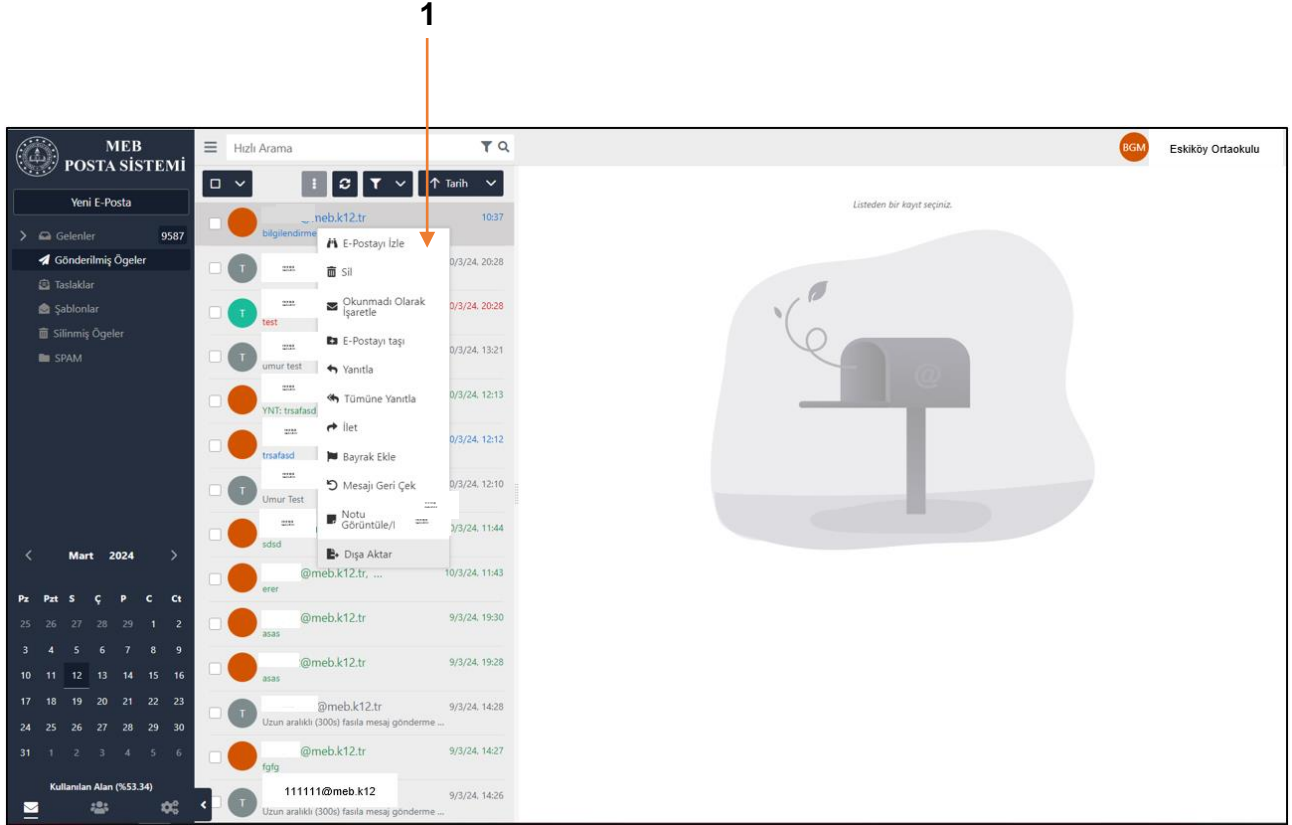 1
MEB
POSTA SİSTEMİ
Yeni E-Posta
Gelenler 9587
Gönderilmiş Ögeler
Taslaklar
Şablonlar
Silinmiş Ögeler
SPAM
Mart 2024
Pz Pzt S Ç P C Ct
25 26 27 28 29 1 2
3 4 5 6 7 8 9
10 11 12 13 14 15 16
17 18 19 20 21 22 23
24 25 26 27 28 29 30
31 1 2 3 4 5 6
Kullanılan Alan (%53.34)
Hızlı Arama
Tarih
meb.k12.tr 10:37
bilgilendirme
T 0/3/24, 20:28
T 0/3/24, 20:28
test
T 0/3/24, 13:21
umur test
0/3/24, 12:13
YNT: trsafasd
0/3/24, 12:12
trsafasd
T 0/3/24, 12:10
Umur Test
0/3/24, 11:44
sdsd
@meb.k12.tr, ... 10/3/24, 11:43
erer
@meb.k12.tr 9/3/24, 19:30
asas
@meb.k12.tr 9/3/24, 19:28
asas
T @meb.k12.tr 9/3/24, 14:28
Uzun aralıklı (300s) fasıla mesaj gönderme ...
@meb.k12.tr 9/3/24, 14:27
fgfg
T 111111@meb.k12 9/3/24, 14:26
Uzun aralıklı (300s) fasıla mesaj gönderme ...
E-Postayı İzle
Sil
Okunmadı Olarak
İşaretle
E-Postayı taşı
Yanıtla
Tümüne Yanıtla
İlet
Bayrak Ekle
Mesajı Geri Çek
Notu
Görüntüle/
Dışa Aktar
BGM Eskiköy Ortaokulu
Listeden bir kayıt seçiniz.
@